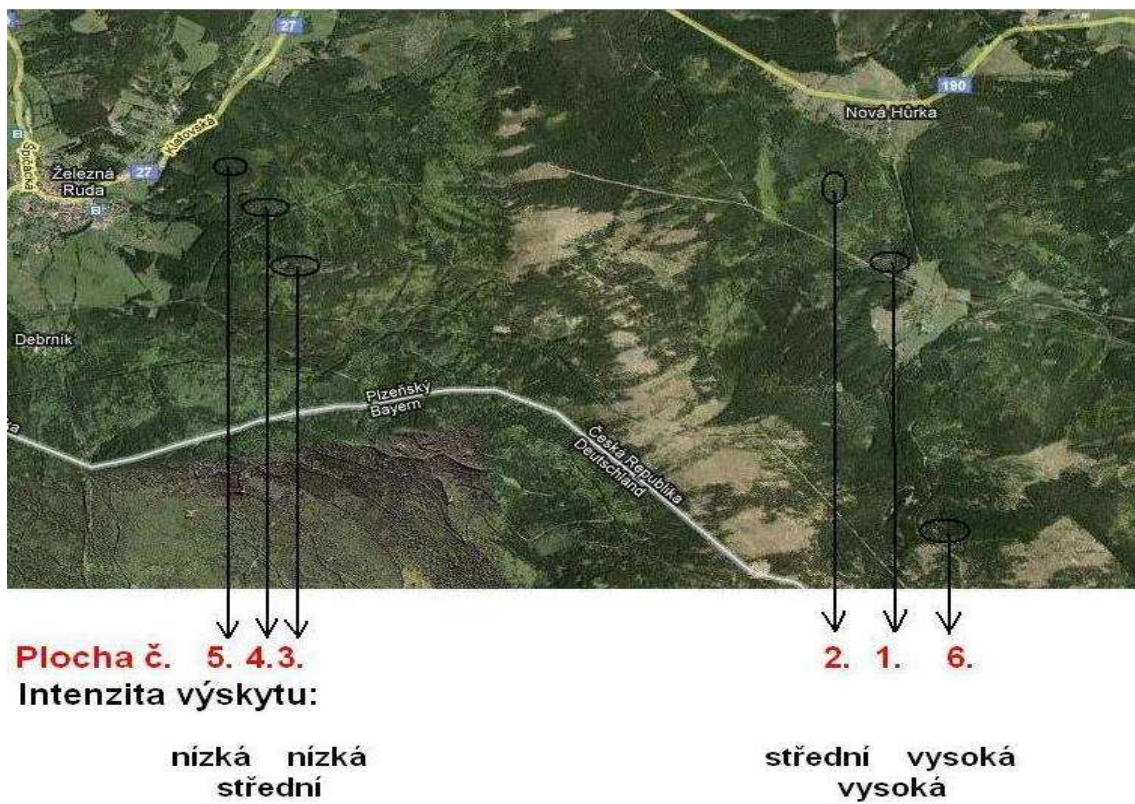 27
190
Nová Hůrka
Klatovská
Špičácká
Železná
Ruda
27
Debrník
Plzeňský
Bayern
Česká Republika
Deutschland
Plocha č. 5. 4. 3. 2. 1. 6.
Intenzita výskytu:
nízká nízká střední vysoká
střední vysoká